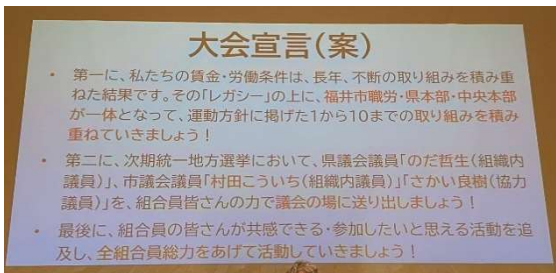 大会宣言(案)
・ 第一に、私たちの賃金・労働条件は、長年、不断の取り組みを積み重
ねた結果です。その「レガシー」の上に、福井市職労・県本部・中央本部
が一体となって、運動方針に掲げた1から10までの取り組みを積み
重ねていきましょう!
・ 第二に、次期統一地方選挙において、県議会議員「のだ哲生(組織内
議員)」、市議会議員「村田こういち(組織内議員)」「さかい良樹(協力
議員)」を、組合員皆さんの力で議会の場に送り出しましょう!
・ 最後に、組合員の皆さんが共感できる・参加したいと思える活動を追
及し、全組合員総力をあげて活動していきましょう!